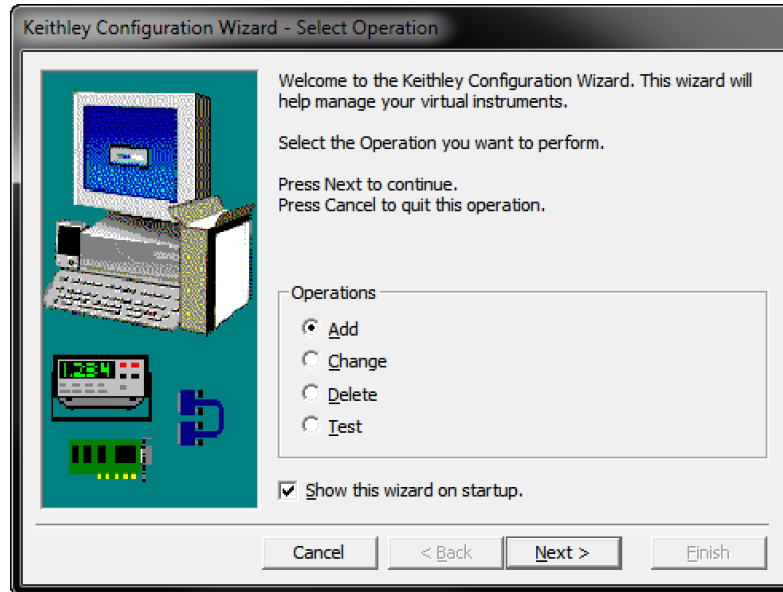 Keithley Configuration Wizard - Select Operation
Welcome to the Keithley Configuration Wizard. This wizard will
help manage your virtual instruments.
Select the Operation you want to perform.
Press Next to continue.
Press Cancel to quit this operation.
1.284
Operations
Add
Change
Delete
Test
Show this wizard on startup.
Cancel
< Back
Next >
Finish